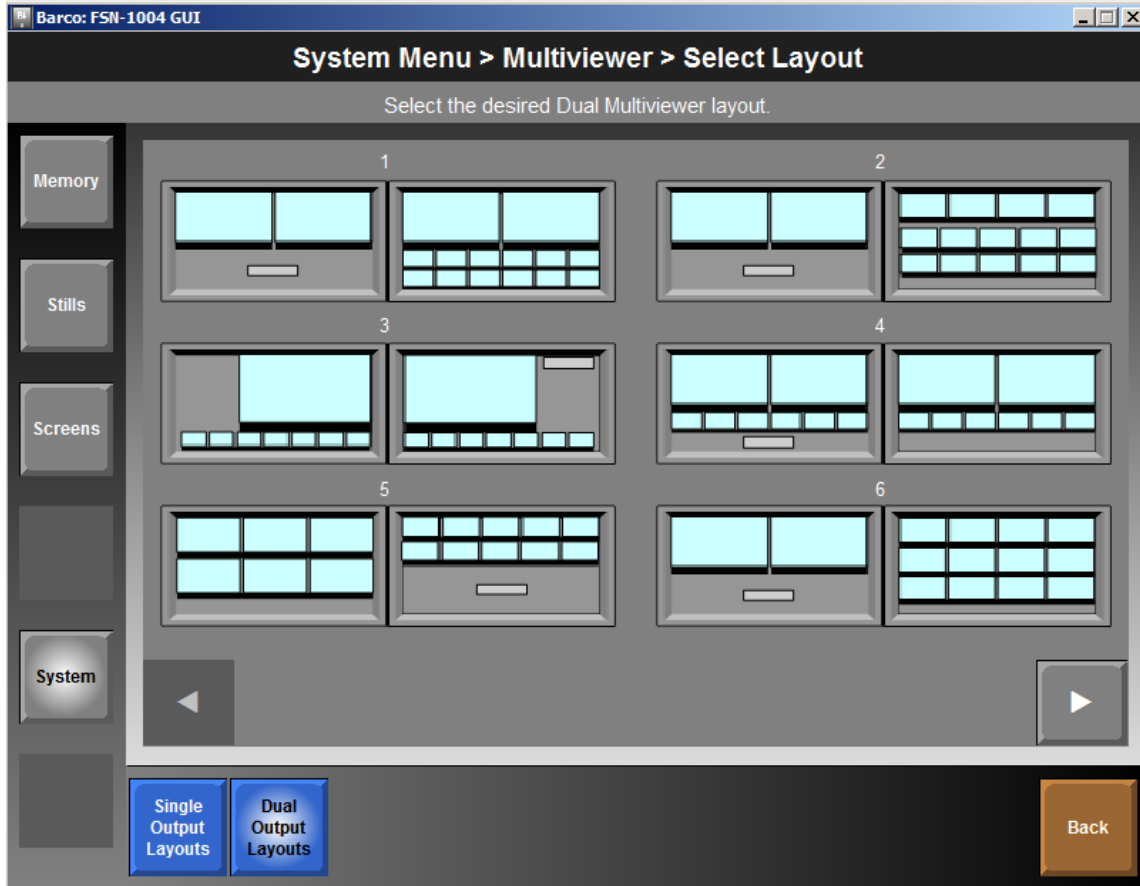 Barco: FSN-1004 GUI
System Menu > Multiviewer > Select Layout
Select the desired Dual Multiviewer layout.
Memory
Stills
Screens
System
1
2
3
4
5
6
Single
Output
Layouts
Dual
Output
Layouts
Back